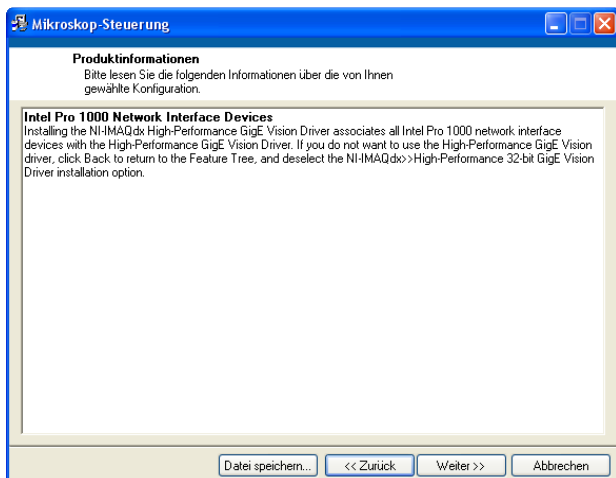 Mikroskop-Steuerung
Produktinformationen
Bitte lesen Sie die folgenden Informationen über die von Ihnen
gewählte Konfiguration.
Intel Pro 1000 Network Interface Devices
Installing the NI-IMAQdx High-Performance GigE Vision Driver associates all Intel Pro 1000 network interface
devices with the High-Performance GigE Vision Driver. If you do not want to use the High-Performance GigE Vision
driver, click Back to return to the Feature Tree, and deselect the NI-IMAQdx>>High-Performance 32-bit GigE Vision
Driver installation option.
Datei speichern... << Zurück Weiter >> Abbrechen